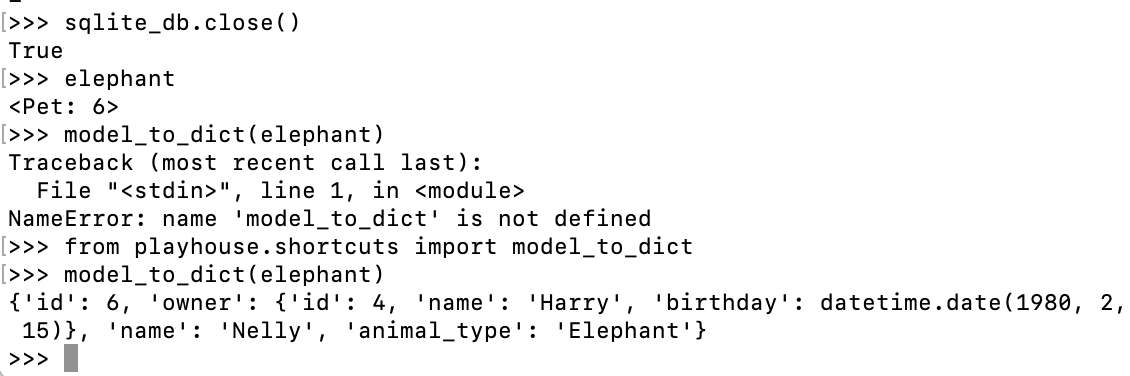 >>> sqlite_db.close()
True
>>> elephant
<Pet: 6>
>>> model_to_dict(elephant)
Traceback (most recent call last):
  File "<stdin>", line 1, in <module>
NameError: name 'model_to_dict' is not defined
>>> from playhouse.shortcuts import model_to_dict
>>> model_to_dict(elephant)
{'id': 6, 'owner': {'id': 4, 'name': 'Harry', 'birthday': datetime.date(1980, 2,
 15)}, 'name': 'Nelly', 'animal_type': 'Elephant'}
>>>